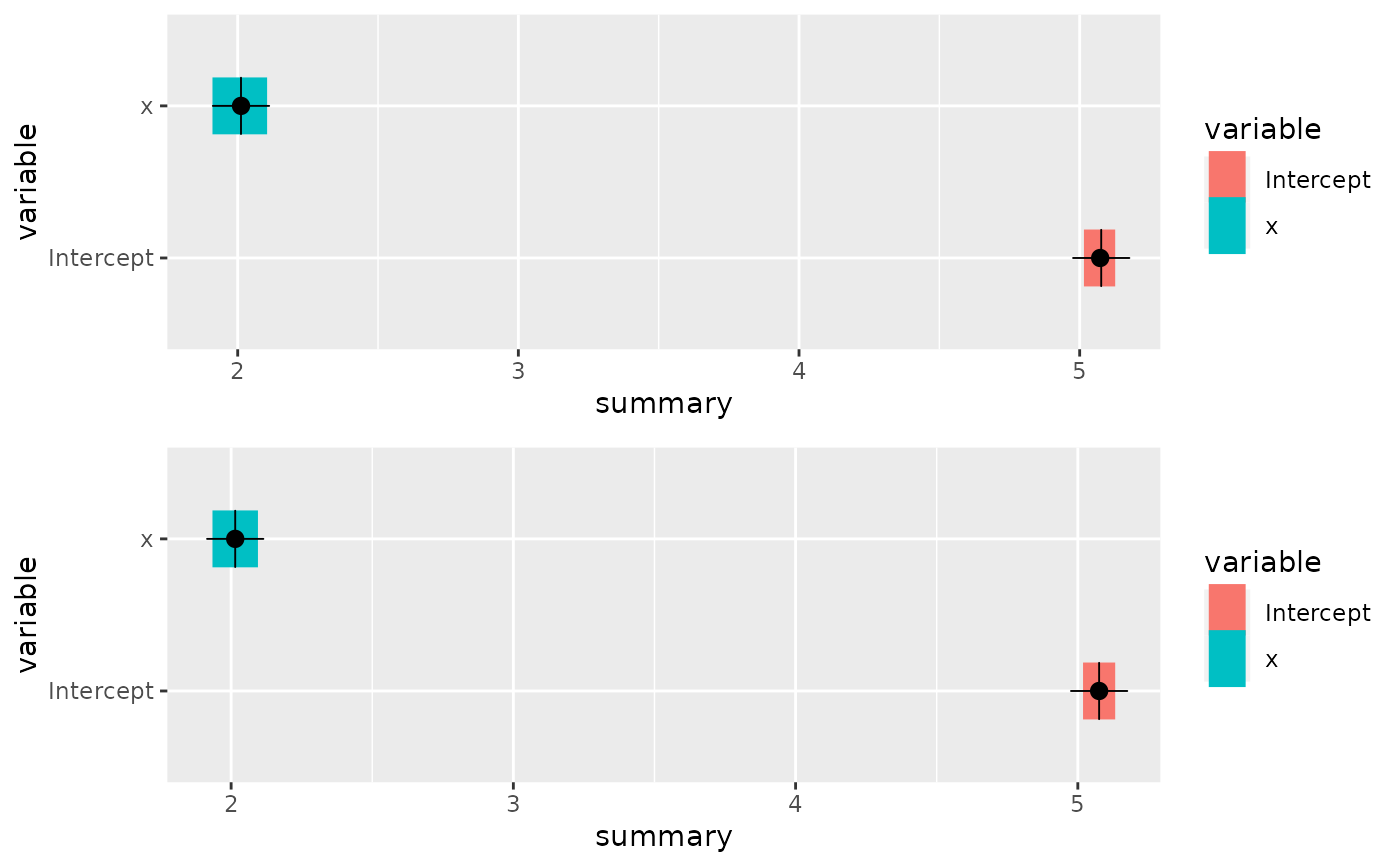 variable
x
Intercept
2 3 4 5
summary
variable
Intercept
x
variable
x
Intercept
2 3 4 5
summary
variable
Intercept
x